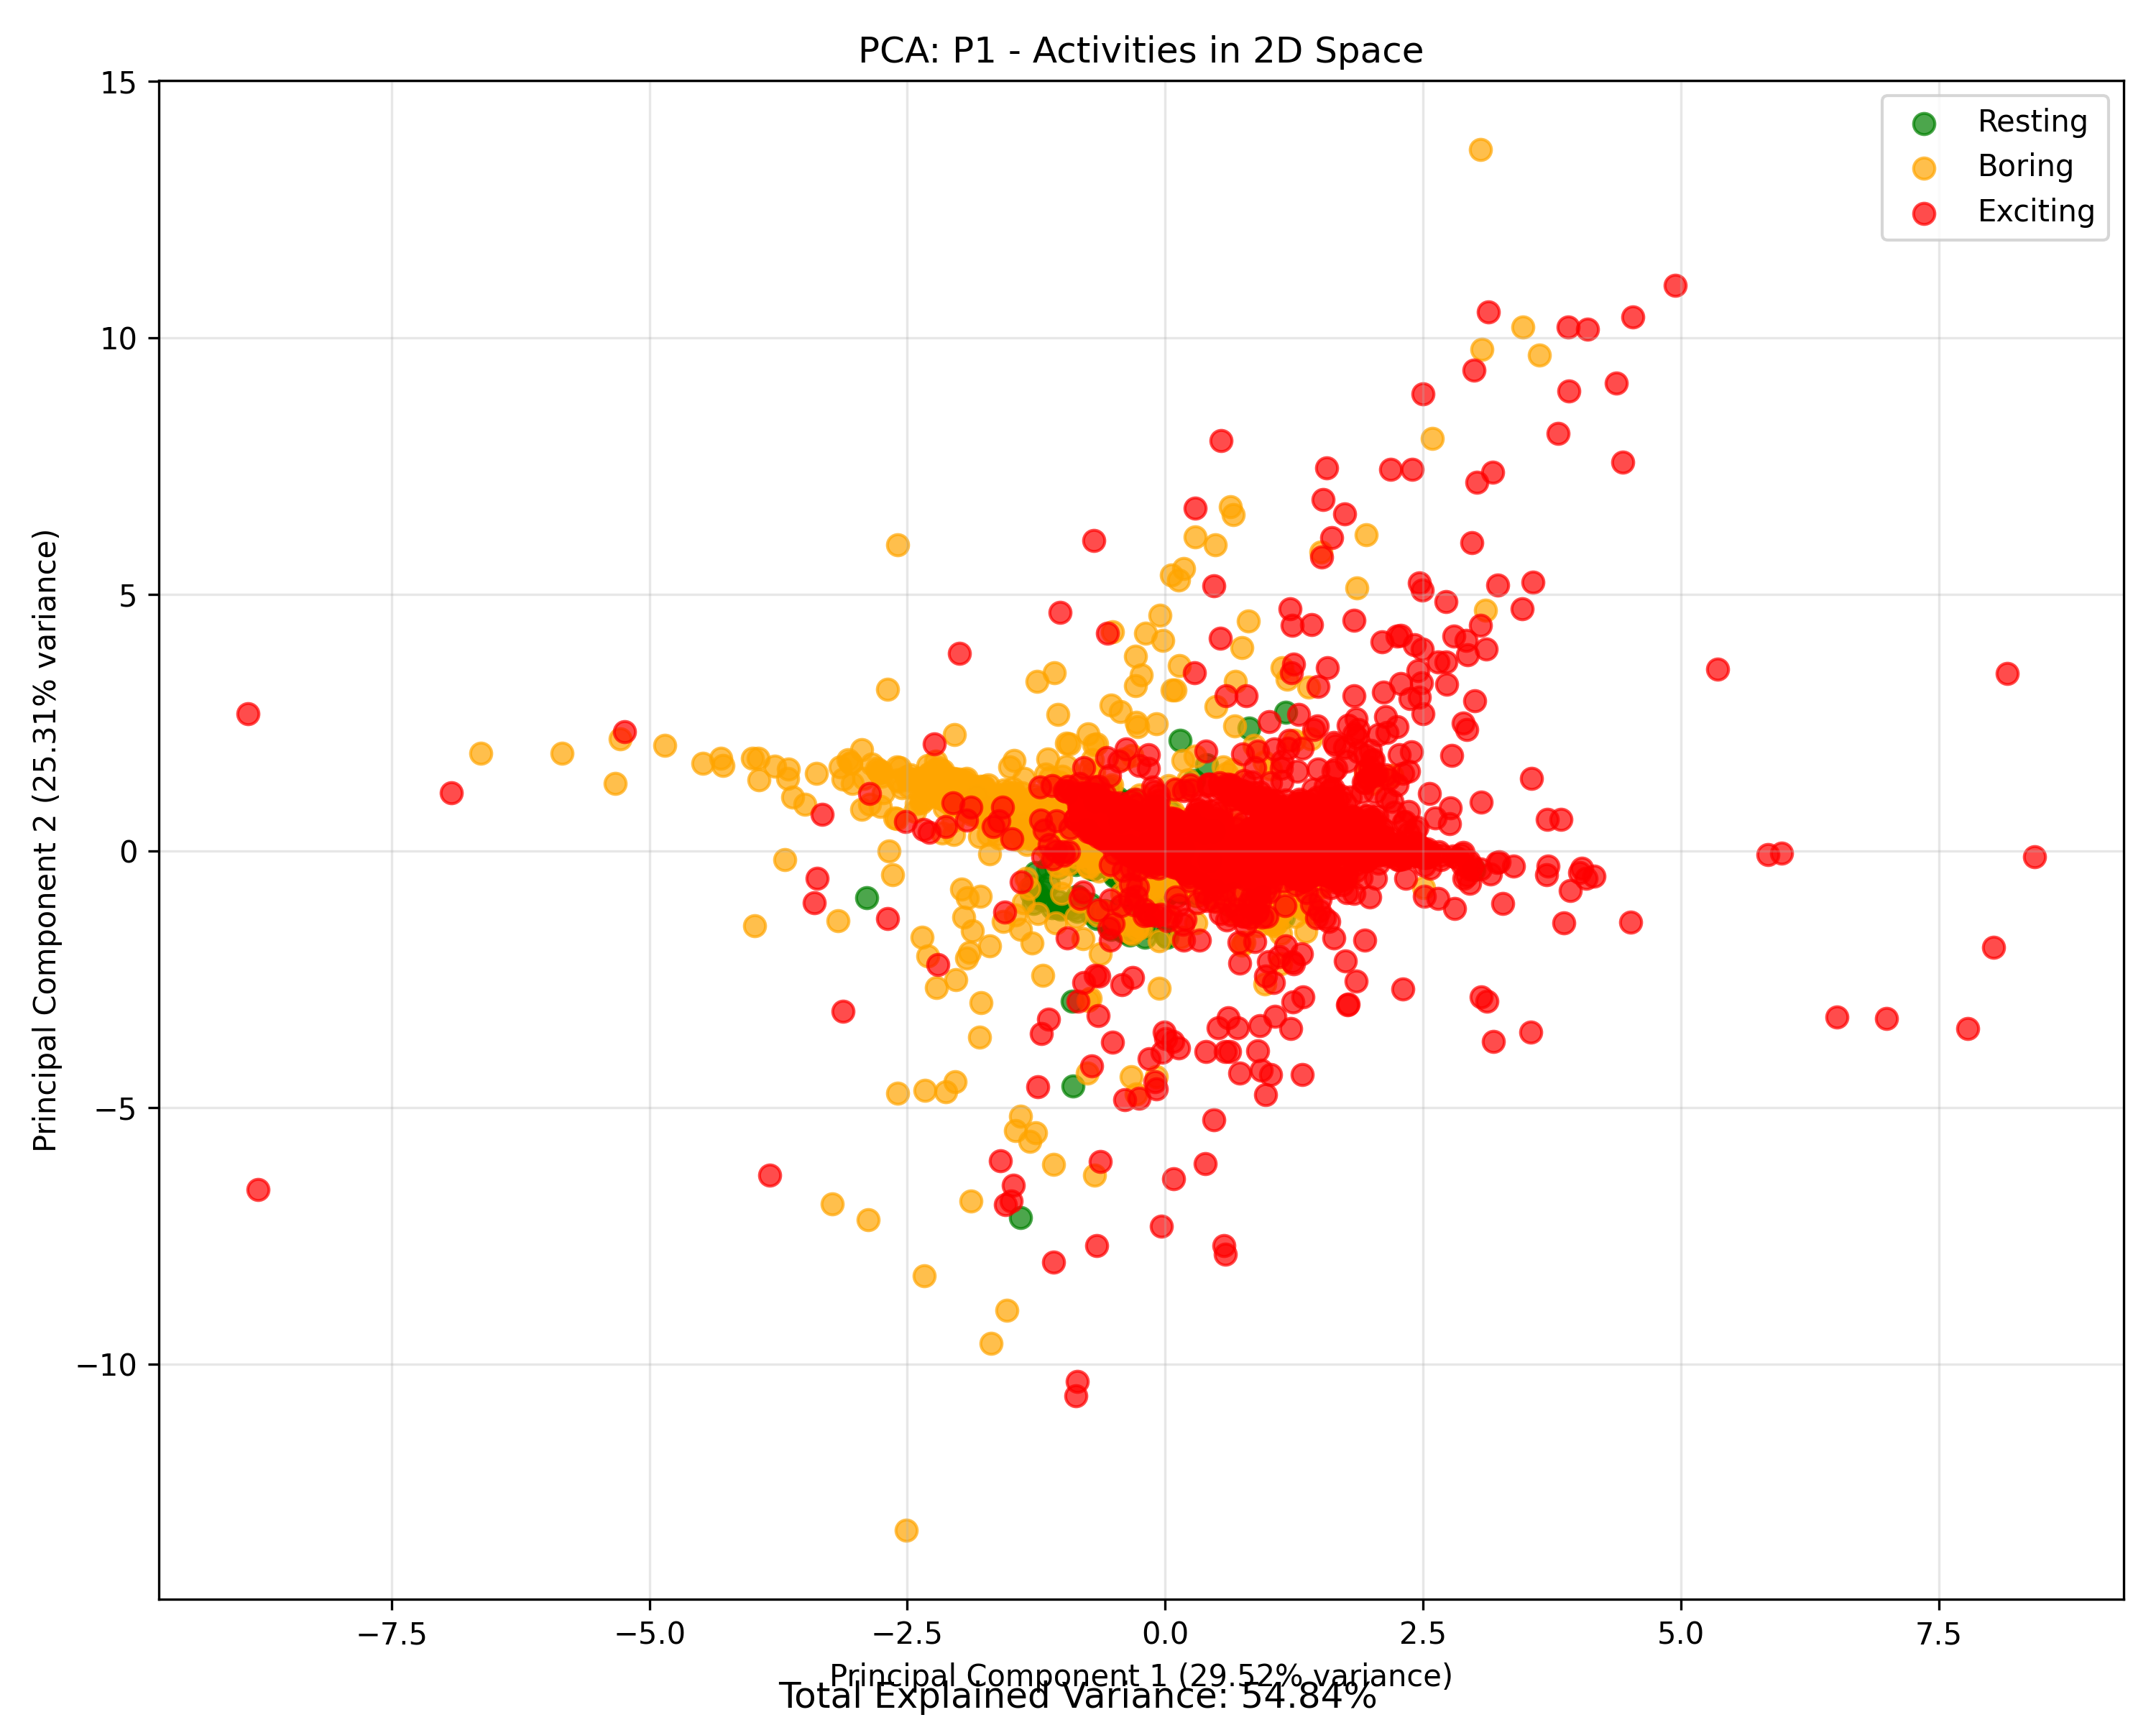 PCA: P1 - Activities in 2D Space
Resting
Boring
Exciting
Principal Component 2 (25.31% variance)
15
10
5
0
−5
−10
−7.5
−5.0
−2.5
0.0
2.5
5.0
7.5
Principal Component 1 (29.52% variance)
Total Explained Variance: 54.84%